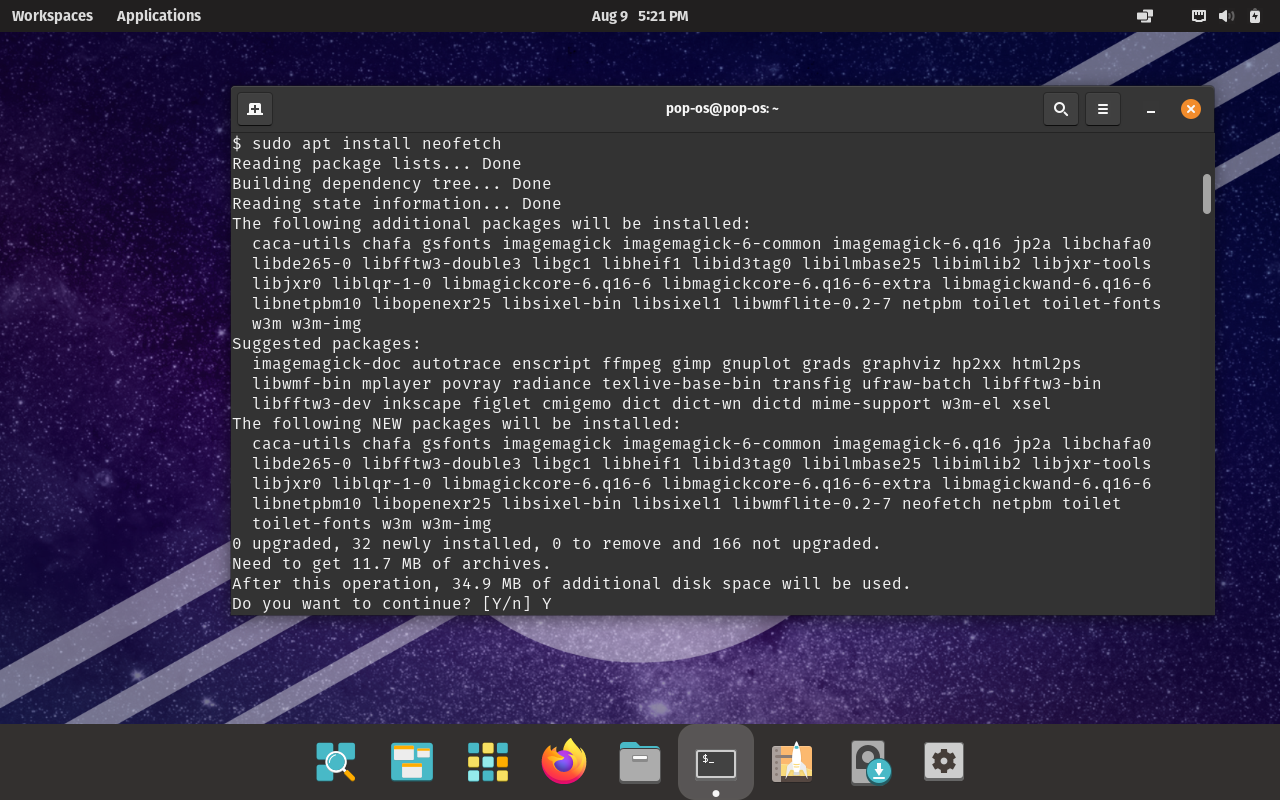 Workspaces Applications Aug 9 5:21 PM
pop-os@pop-os: ~
$ sudo apt install neofetch
Reading package lists... Done
Building dependency tree... Done
Reading state information... Done
The following additional packages will be installed:
caca-utils chafa gsfonts imagemagick imagemagick-6-common imagemagick-6.q16 jp2a libchafa0
libde265-0 libfftw3-double3 libgc1 libheif1 libid3tag0 libilmbase25 libimlib2 libjxr-tools
libjxr0 liblqr-1-0 libmagickcore-6.q16-6 libmagickcore-6.q16-6-extra libmagickwand-6.q16-6
libnetpbm10 libopenexr25 libsixel-bin libsixel1 libwmflite-0.2-7 netpbm toilet toilet-fonts
w3m w3m-img
Suggested packages:
imagemagick-doc autotrace enscript ffmpeg gimp gnuplot grads graphviz hp2xx html2ps
libwmf-bin mplayer povray radiance texlive-base-bin transfig ufraw-batch libfftw3-bin
libfftw3-dev inkscape figlet cmigemo dict dict-wn dictd mime-support w3m-el xsel
The following NEW packages will be installed:
caca-utils chafa gsfonts imagemagick imagemagick-6-common imagemagick-6.q16 jp2a libchafa0
libde265-0 libfftw3-double3 libgc1 libheif1 libid3tag0 libilmbase25 libimlib2 libjxr-tools
libjxr0 liblqr-1-0 libmagickcore-6.q16-6 libmagickcore-6.q16-6-extra libmagickwand-6.q16-6
libnetpbm10 libopenexr25 libsixel-bin libsixel1 libwmflite-0.2-7 neofetch netpbm toilet
toilet-fonts w3m w3m-img
0 upgraded, 32 newly installed, 0 to remove and 166 not upgraded.
Need to get 11.7 MB of archives.
After this operation, 34.9 MB of additional disk space will be used.
Do you want to continue? [Y/n] Y
$_